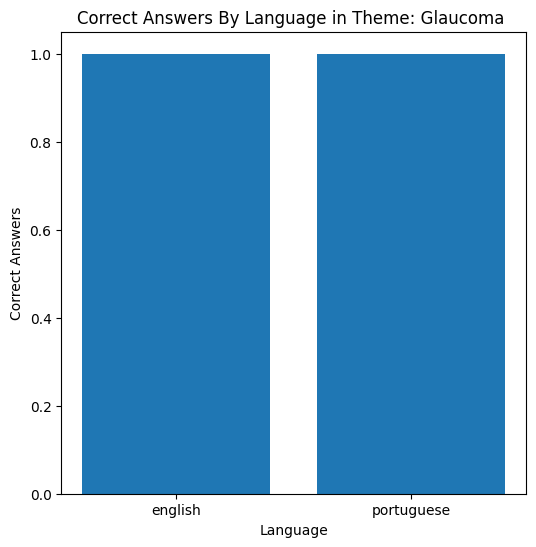 Correct Answers By Language in Theme: Glaucoma
1.0
0.8
0.6
0.4
0.2
0.0
Correct Answers
english portuguese
Language